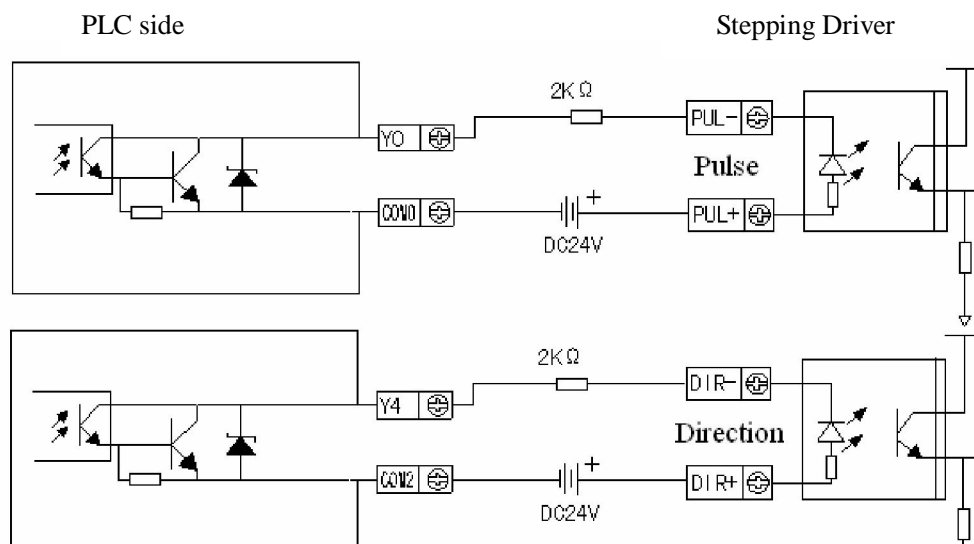 PLC side
Stepping Driver
2KΩ
Y0
PUL-
Pulse
COM0
DC24V
+
PUL+
2KΩ
Y4
DIR-
Direction
COM2
DC24V
+
DIR+